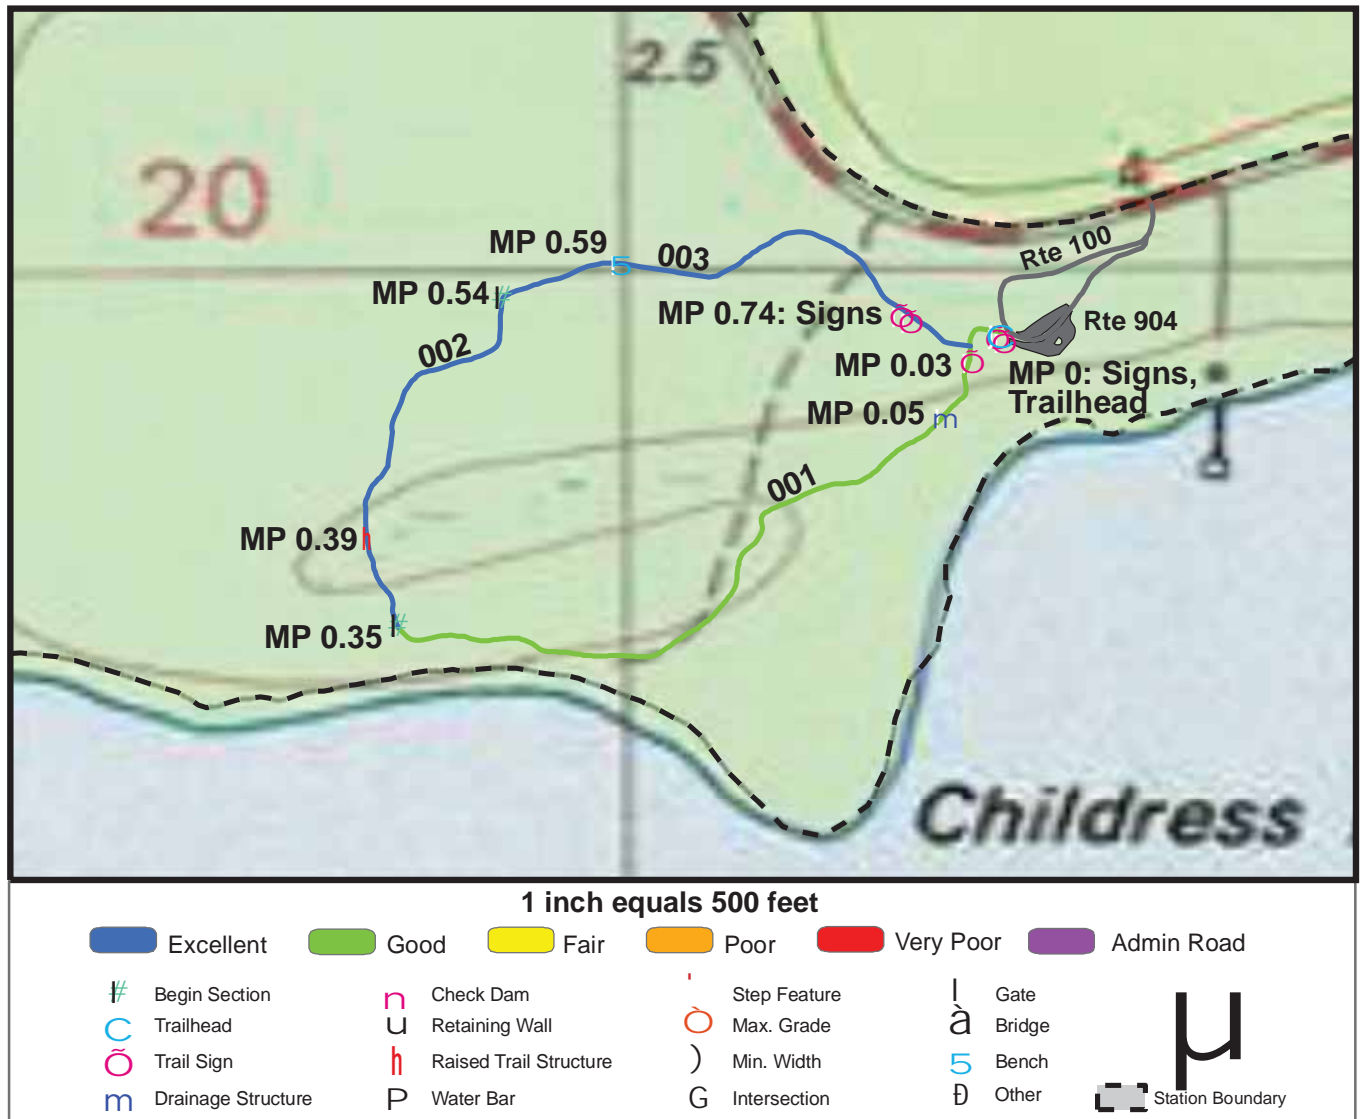 2.5
20
Rte 100
MP 0.59
003
MP 0.54
MP 0.74: Signs
Rte 904
002
MP 0.03
MP 0: Signs,
Trailhead
MP 0.05
001
MP 0.39
MP 0.35
Childress
1 inch equals 500 feet
Excellent Good Fair Poor Very Poor Admin Road
# Begin Section n Check Dam ' Step Feature l Gate
C Trailhead u Retaining Wall Ò Max. Grade à Bridge
Õ Trail Sign h Raised Trail Structure ) Min. Width 5 Bench
m Drainage Structure P Water Bar G Intersection Ð Other Station Boundary
µ